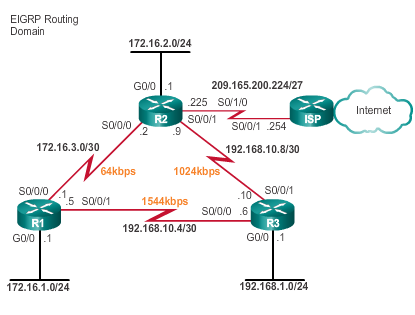 EIGRP Routing
Domain
172.16.2.0/24
G0/0
.1
209.165.200.224/27
.225
S0/1/0
ISP
Internet
R2
S0/0/0
S0/0/1
S0/0/1
.254
.2
.9
172.16.3.0/30
192.168.10.8/30
64kbps
1024kbps
S0/0/0
.1
S0/0/1
.10
.5
S0/0/1
1544kbps
S0/0/0
.6
R1
R3
G0/0
.1
192.168.10.4/30
G0/0
.1
172.16.1.0/24
192.168.1.0/24